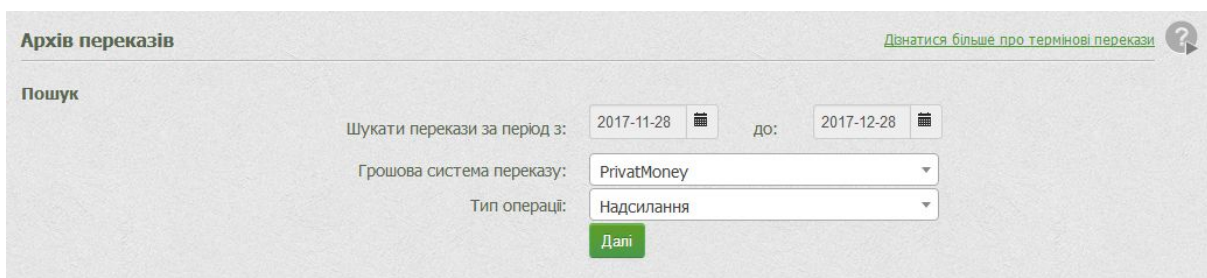 Архів переказів
Дізнатися більше про термінові перекази
Пошук
Шукати перекази за період з: 2017-11-28 до: 2017-12-28
Грошова система переказу: PrivatMoney
Тип операції: Надсилання
Далі